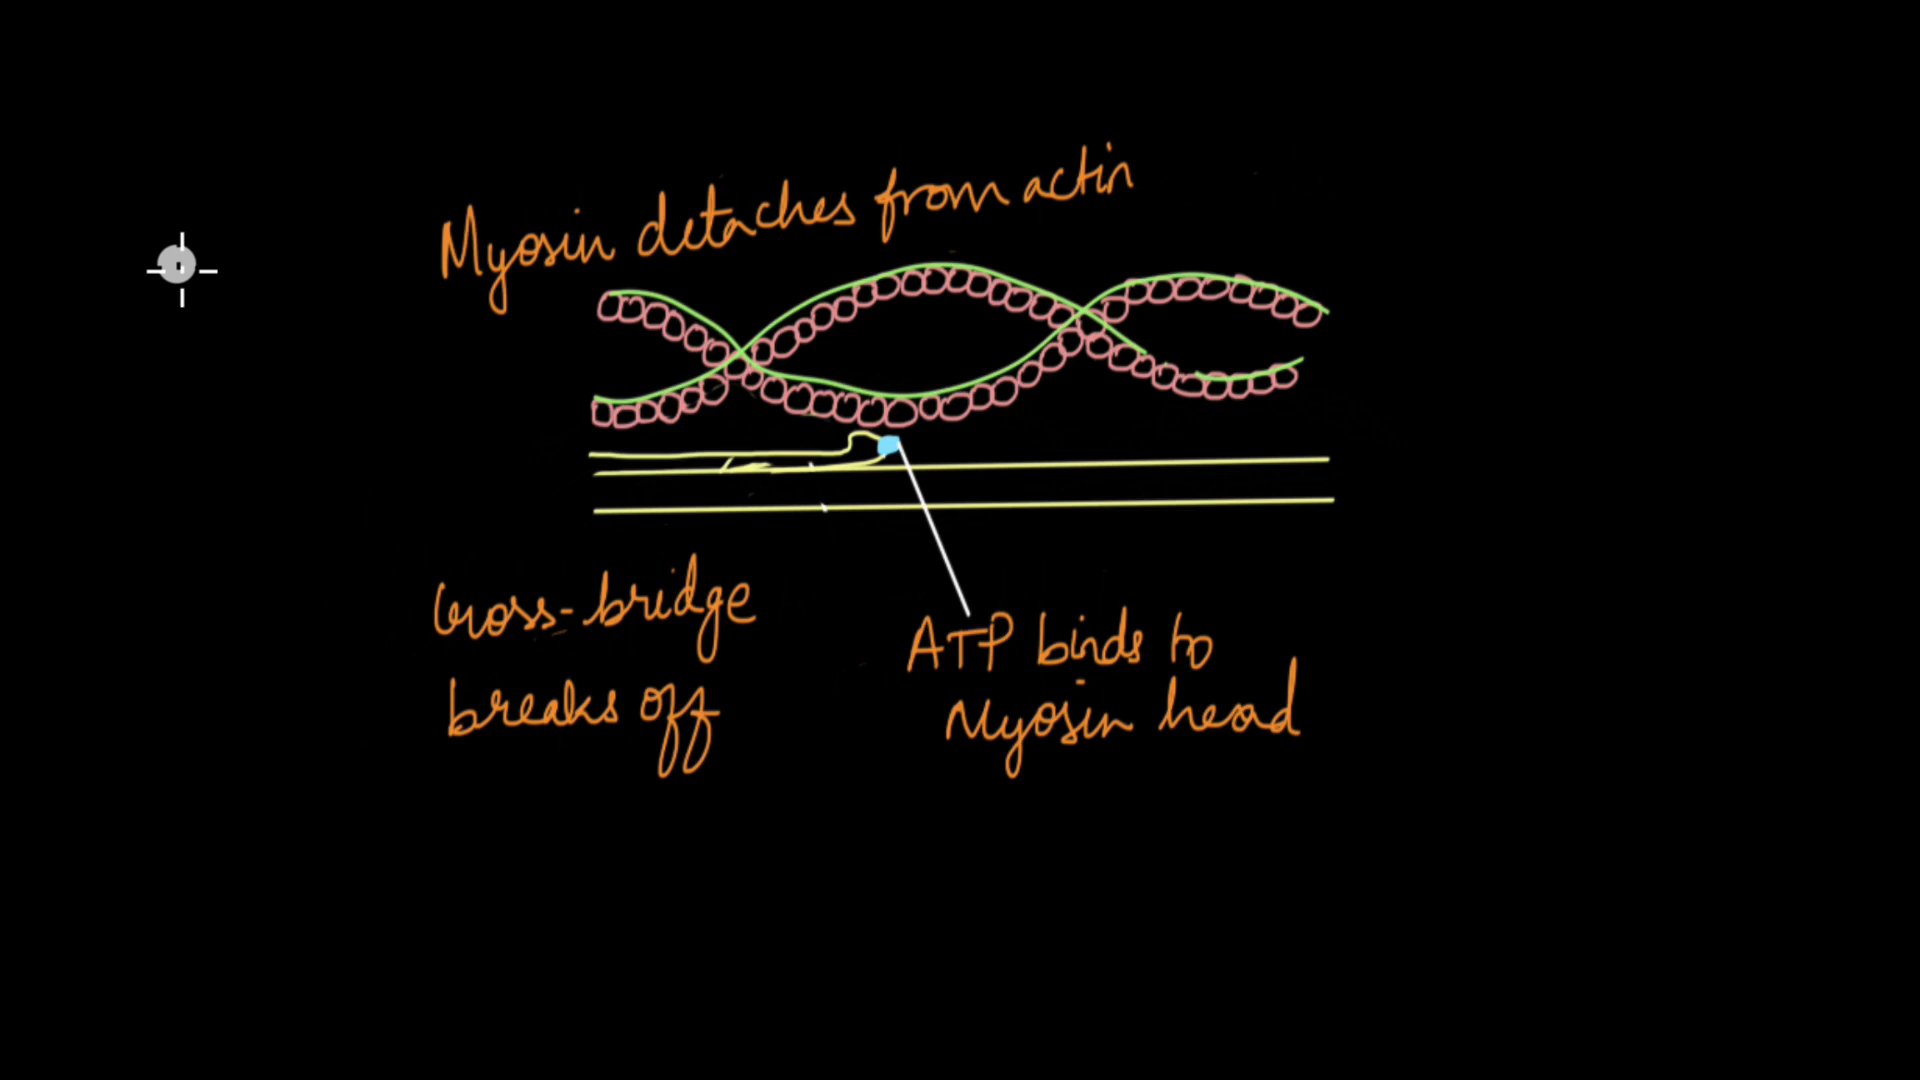 Myosin detaches from actin
Cross-bridge
breaks off
ATP binds to
Myosin head